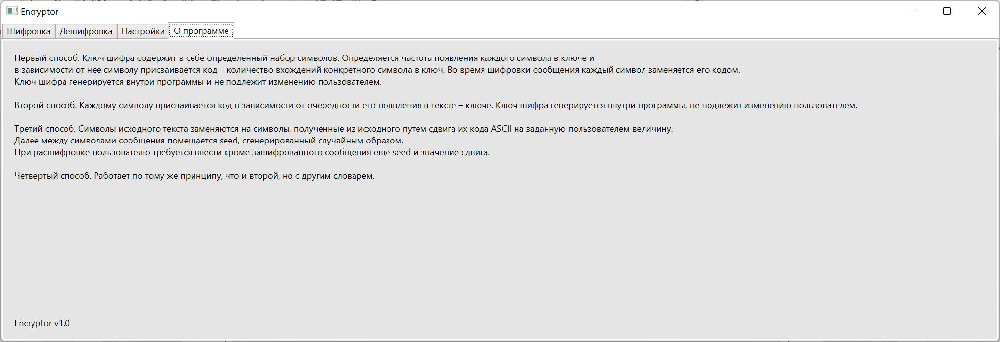 Encryptor
Шифровка Дешифровка Настройки О программе
Первый способ. Ключ шифра содержит в себе определенный набор символов. Определяется частота появления каждого символа в ключе и
в зависимости от нее символу присваивается код – количество вхождений конкретного символа в ключ. Во время шифровки сообщения каждый символ заменяется его кодом.
Ключ шифра генерируется внутри программы и не подлежит изменению пользователем.
Второй способ. Каждому символу присваивается код в зависимости от очередности его появления в тексте – ключе. Ключ шифра генерируется внутри программы, не подлежит изменению пользователем.
Третий способ. Символы исходного текста заменяются на символы, полученные из исходного путем сдвига их кода ASCII на заданную пользователем величину.
Далее между символами сообщения помещается seed, сгенерированный случайным образом.
При расшифровке пользователю требуется ввести кроме зашифрованного сообщения еще seed и значение сдвига.
Четвертый способ. Работает по тому же принципу, что и второй, но с другим словарем.
Encryptor v1.0